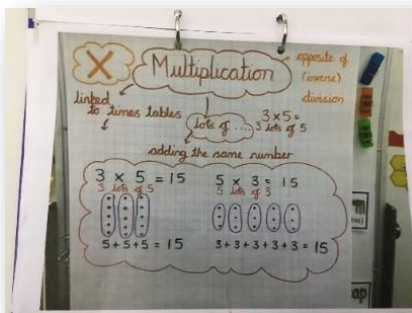 X Multiplication
opposite of
(inverse)
division
linked
to times tables
lots of ....
3 x 5 =
3 lots of 5
adding the same number
3 x 5 = 15
3 lots of 5
5 + 5 + 5 = 15
5 x 3 = 15
5 lots of 3
3 + 3 + 3 + 3 + 3 = 15
ap